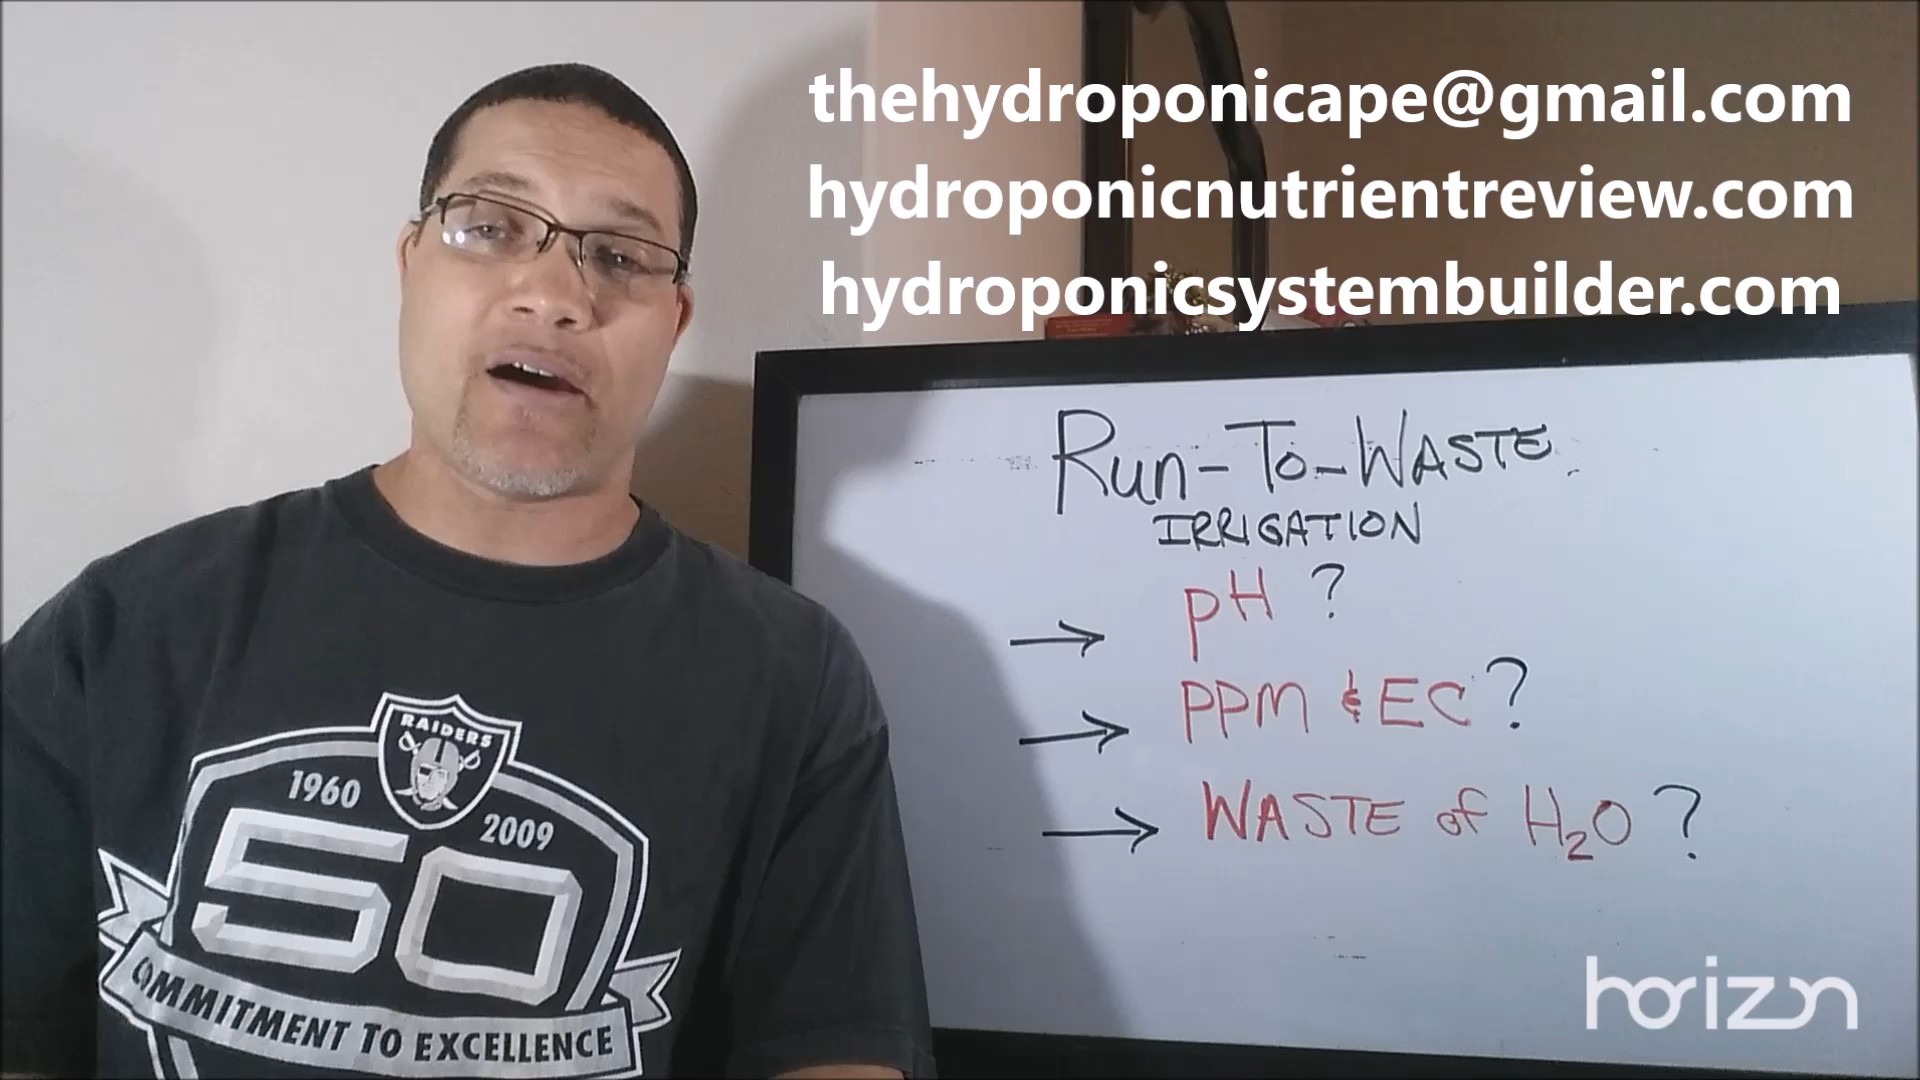 thehydroponicape@gmail.com
hydroponicnutrientreview.com
hydroponicsystembuilder.com
Run-To-WASTE
IRRIGATION
pH ?
PPM & EC ?
WASTE of H2O ?
RAIDERS
1960
2009
50
COMMITMENT TO EXCELLENCE
horizon